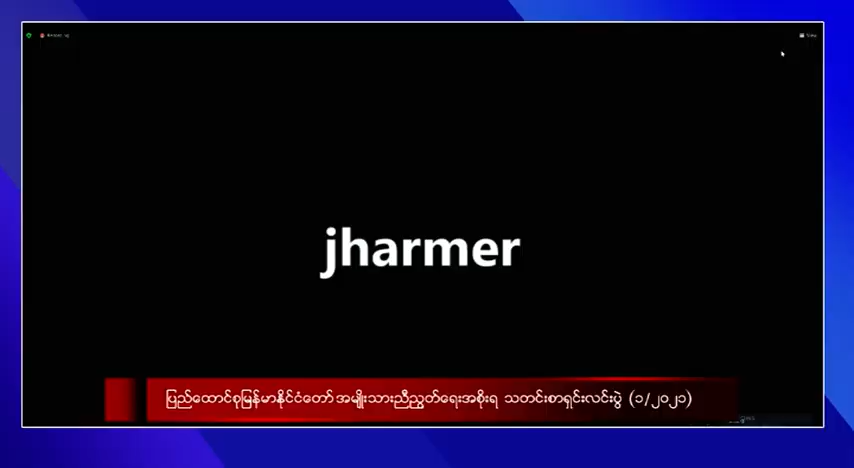 View
jharmer
ပြည်ထောင်စုမြန်မာနိုင်ငံတော် အမျိုးသားညီညွတ်ရေးအစိုးရ သတင်းစာရှင်းလင်းပွဲ (၁/၂၀၂၁)